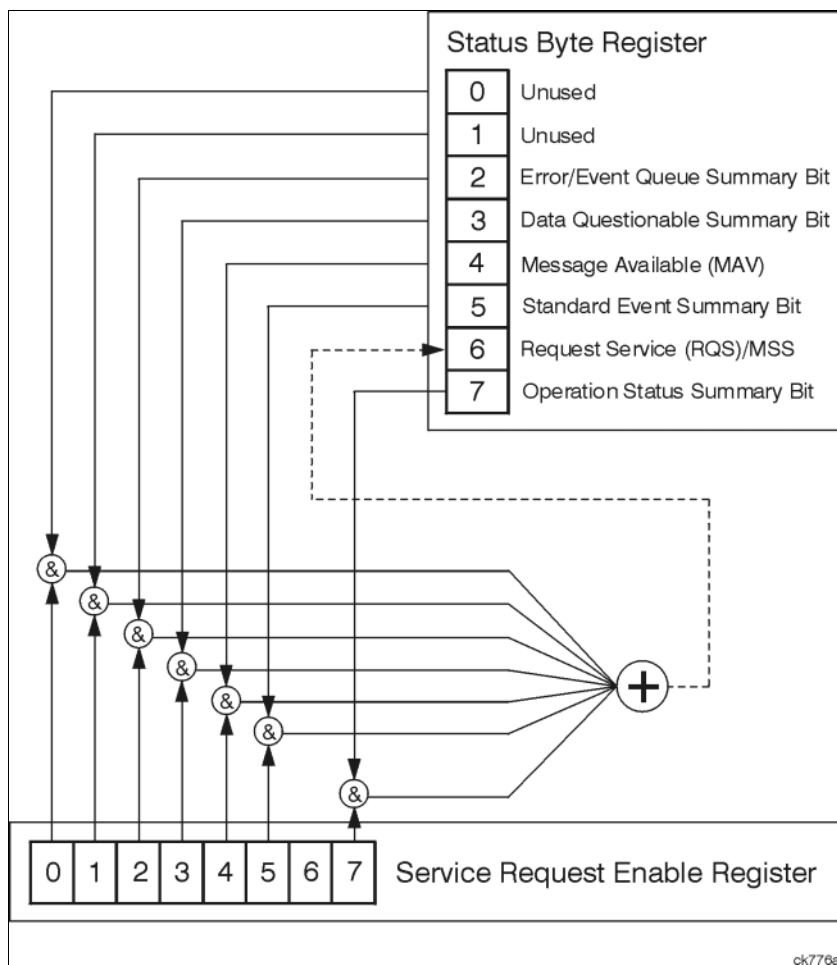 Status Byte Register
0 Unused
1 Unused
2 Error/Event Queue Summary Bit
3 Data Questionable Summary Bit
4 Message Available (MAV)
5 Standard Event Summary Bit
6 Request Service (RQS)/MSS
7 Operation Status Summary Bit
&
&
&
&
&
&
+
&
0 1 2 3 4 5 6 7 Service Request Enable Register
ck776a